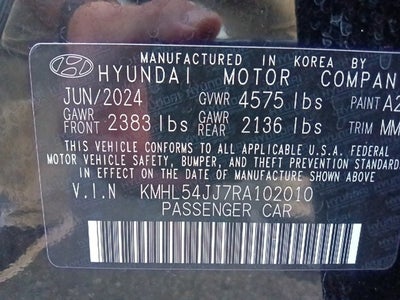 MANUFACTURED IN KOREA BY
HYUNDAI MOTOR COMPAN
JUN/2024 GVWR 4575 lbs PAINT A2
GAWR FRONT 2383 lbs GAWR REAR 2136 lbs TRIM MM
THIS VEHICLE CONFORMS TO ALL APPLICABLE U.S.A. FEDERAL
MOTOR VEHICLE SAFETY, BUMPER, AND THEFT PREVENTION STANDARDS
IN EFFECT ON THE DATE OF MANUFACTURE SHOWN ABOVE.
V.I.N KMHL54JJ7RA102010
PASSENGER CAR